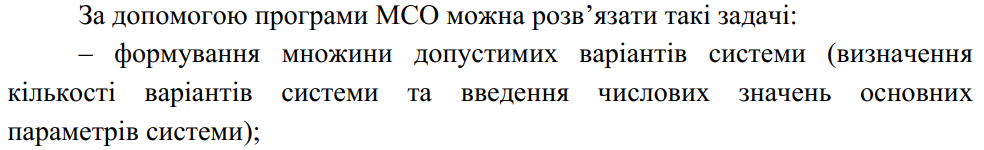 За допомогою програми МСО можна розв’язати такі задачі:
– формування множини допустимих варіантів системи (визначення
кількості варіантів системи та введення числових значень основних
параметрів системи);